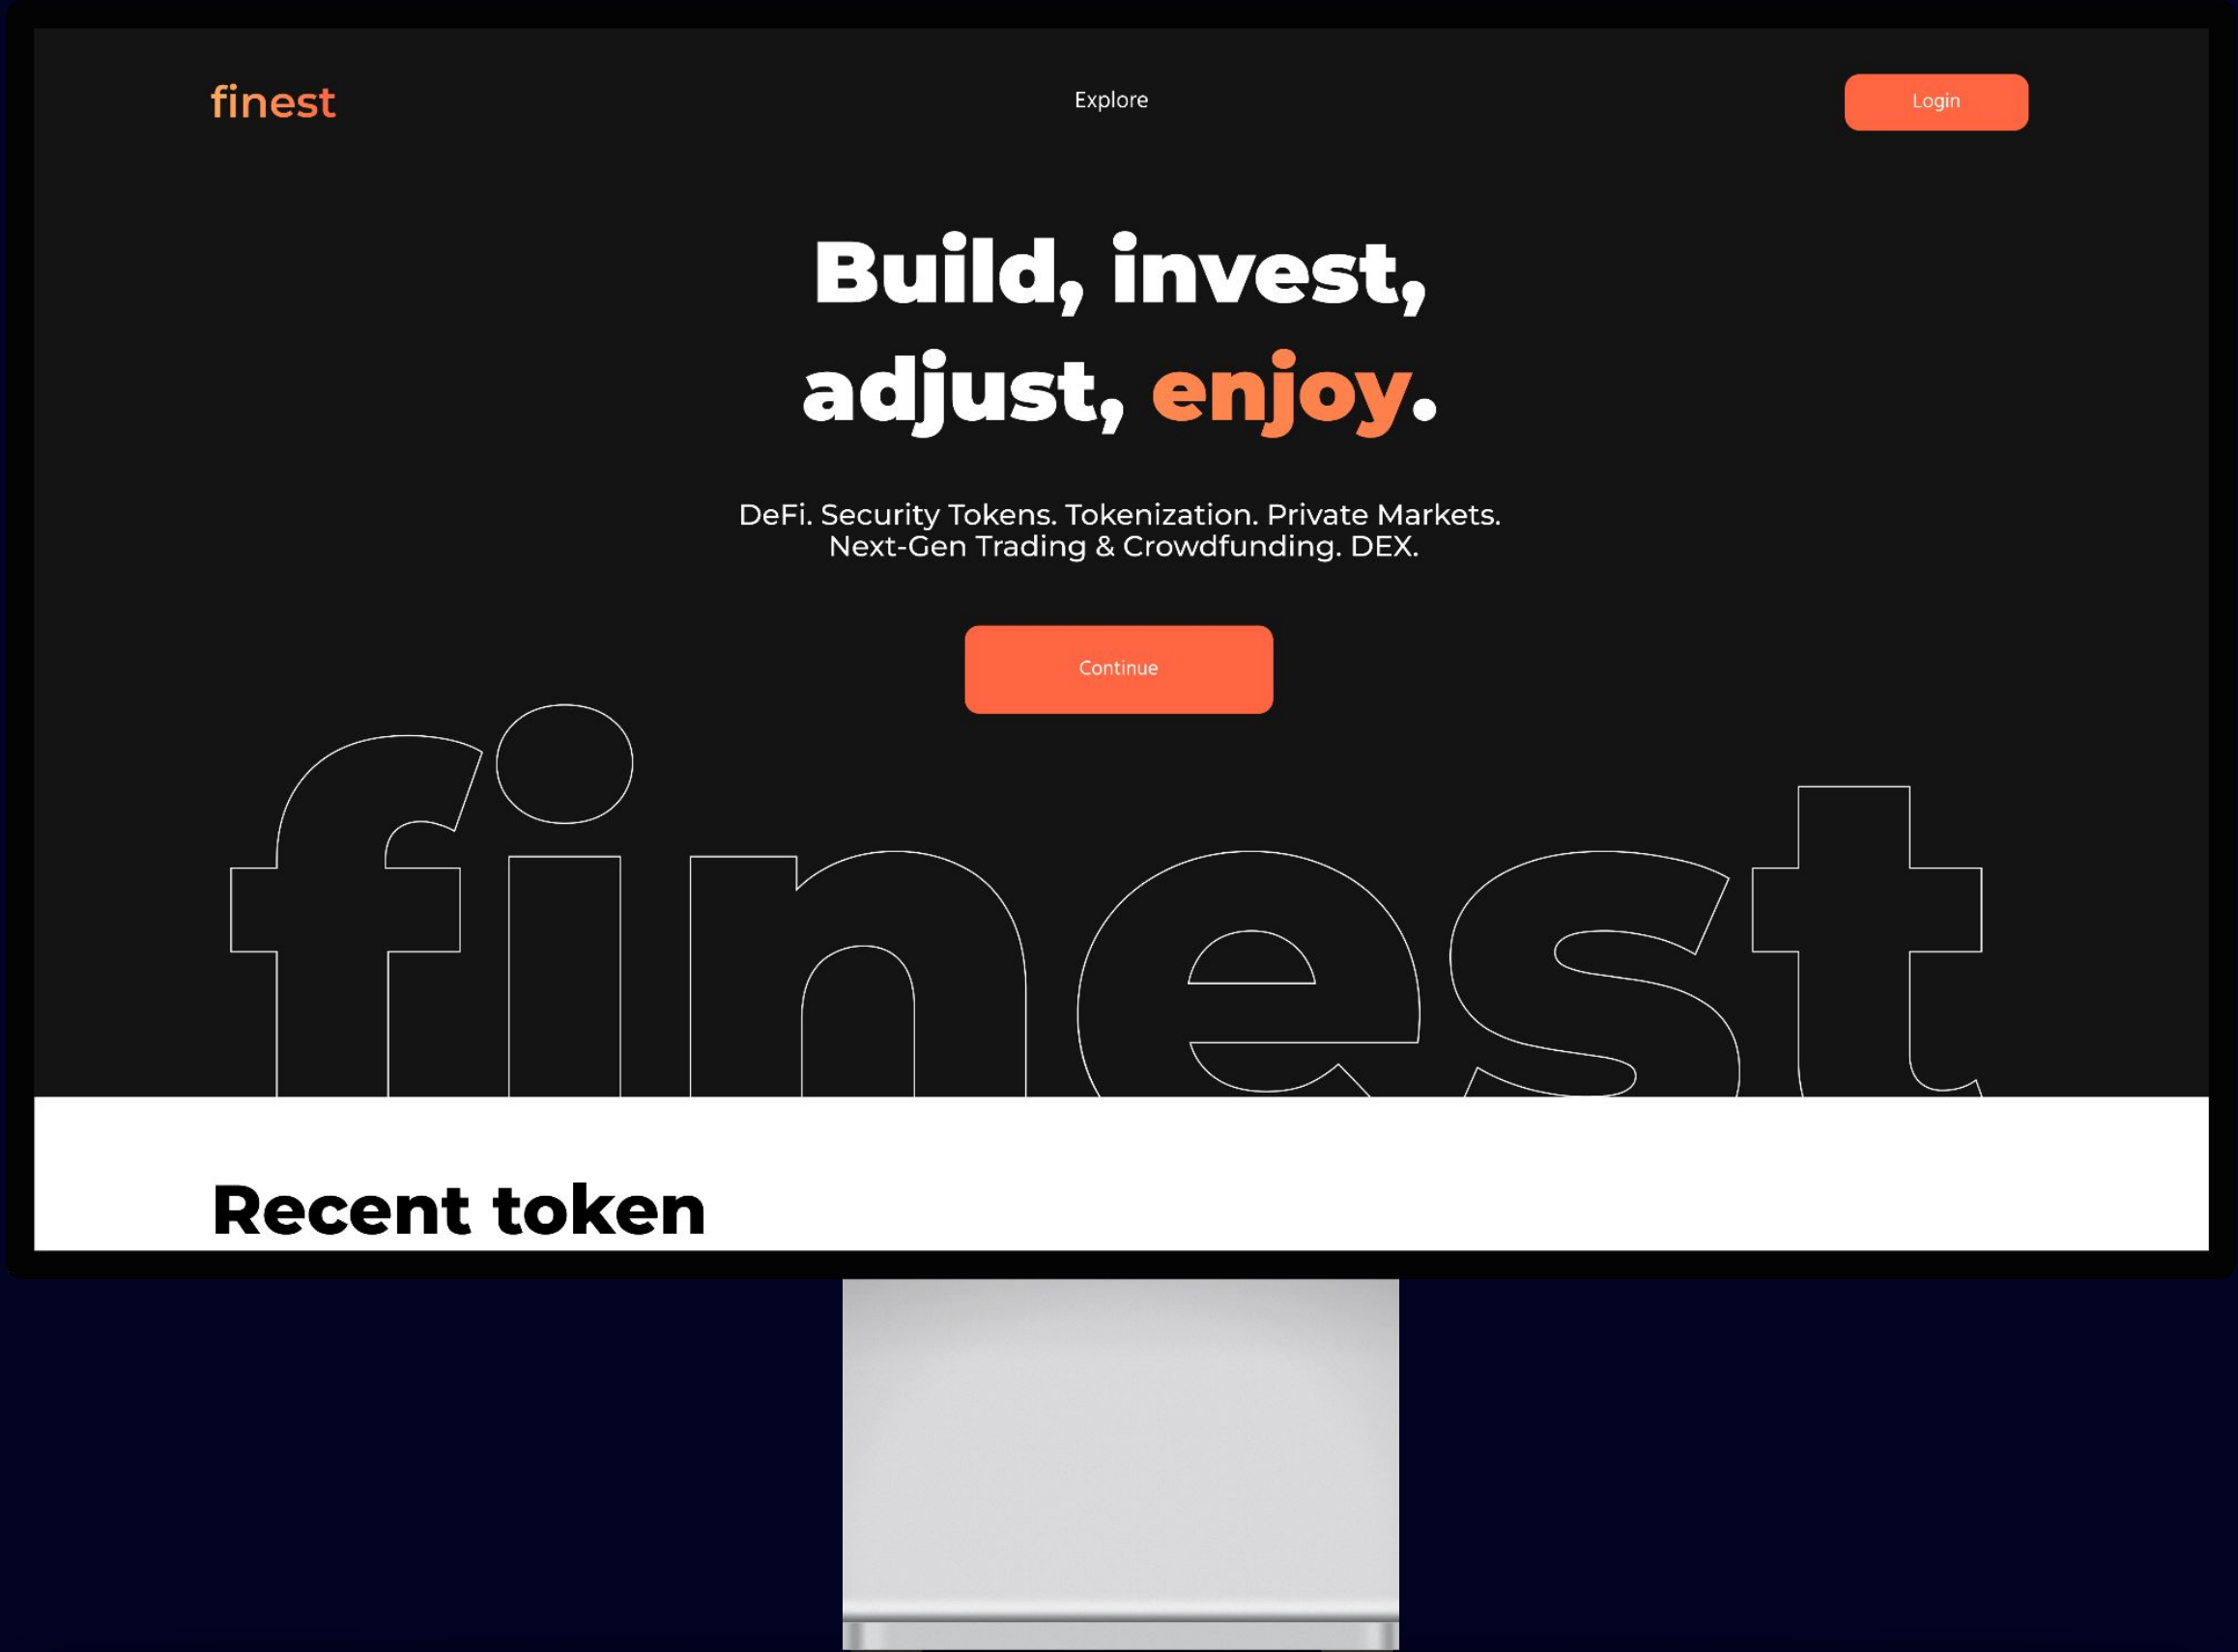 finest
Explore
Login
Build, invest,
adjust, enjoy.
DeFi. Security Tokens. Tokenization. Private Markets.
Next-Gen Trading & Crowdfunding. DEX.
Continue
finest
Recent token